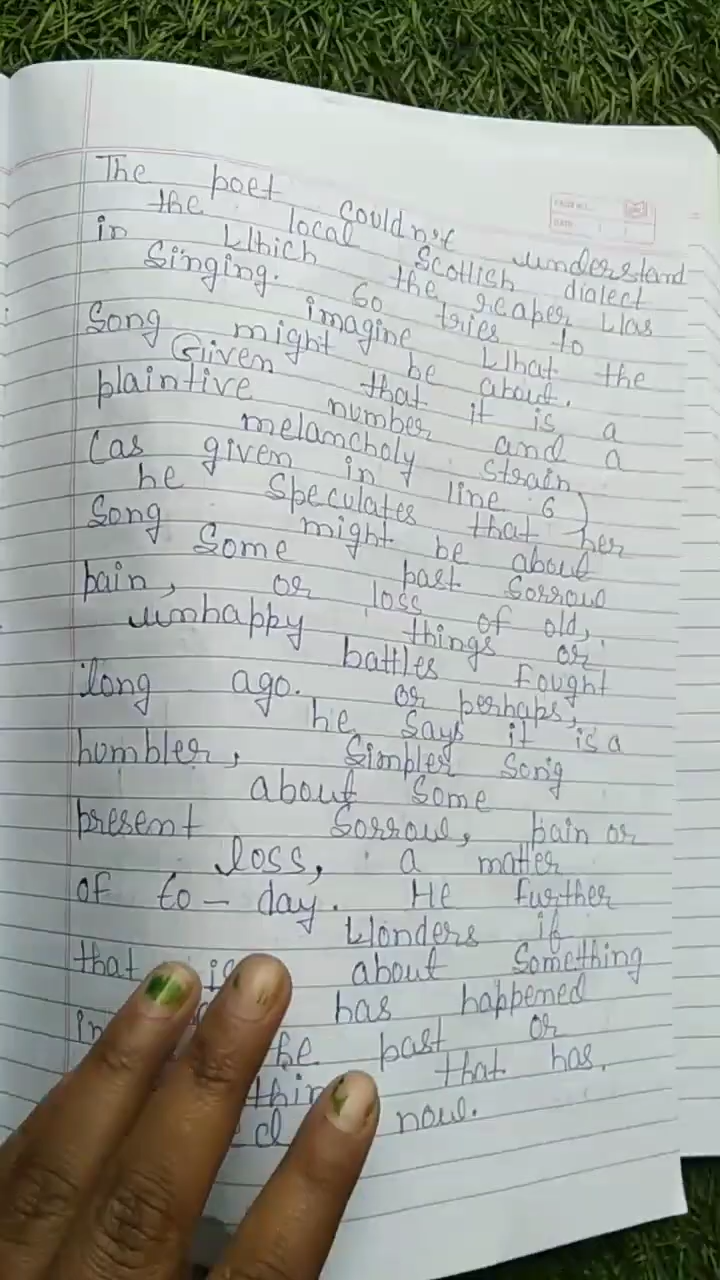 The poet couldn't understand
the local Scottish dialect
in which the reaper was
singing. So tries to
imagine what the
song might be about.
Given that it is a
plaintive number and a
melancholy strain
(as given in line 6)
he speculates that her
song might be about
some past sorrow
pain, or loss of old,
unhappy things or
battles fought
long ago. or perhaps,
he says it is a
humbler, simpler song
about some
present sorrow, pain or
loss, a matter
of to-day. He further
wonders if
that is about something
has happened
in the past or
thin that has.
now.